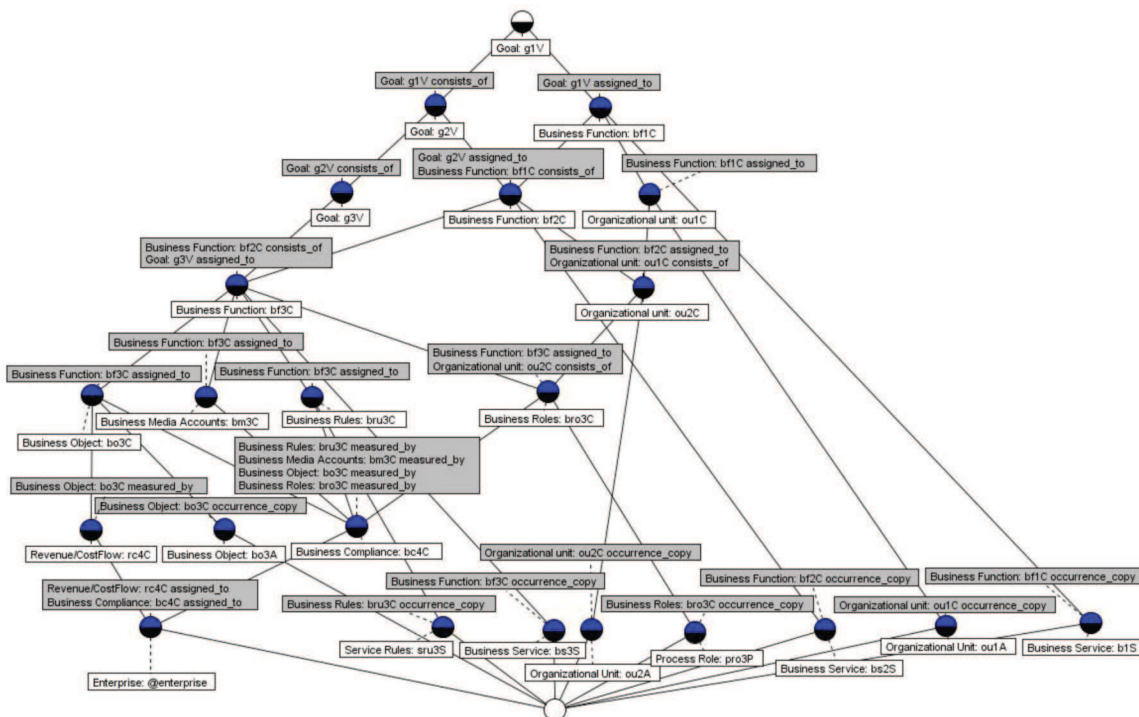 Goal: g1V
Goal: g1V consists_of
Goal: g1V assigned_to
Goal: g2V
Business Function: bf1C
Goal: g2V assigned_to
Business Function: bf1C consists_of
Business Function: bf1C assigned_to
Goal: g2V consists_of
Goal: g3V
Business Function: bf2C
Organizational unit: ou1C
Business Function: bf2C consists_of
Goal: g3V assigned_to
Business Function: bf2C assigned_to
Organizational unit: ou1C consists_of
Business Function: bf3C
Organizational unit: ou2C
Business Function: bf3C assigned_to
Business Function: bf3C assigned_to
Organizational unit: ou2C consists_of
Business Function: bf3C assigned_to
Business Function: bf3C assigned_to
Business Media Accounts: bm3C
Business Rules: bru3C
Business Roles: bro3C
Business Object: bo3C
Business Rules: bru3C measured_by
Business Media Accounts: bm3C measured_by
Business Object: bo3C measured_by
Business Roles: bro3C measured_by
Business Object: bo3C measured_by
Business Object: bo3C occurrence_copy
Revenue/CostFlow: rc4C
Business Object: bo3A
Business Compliance: bc4C
Organizational unit: ou2C occurrence_copy
Revenue/CostFlow: rc4C assigned_to
Business Compliance: bc4C assigned_to
Business Function: bf3C occurrence_copy
Business Function: bf2C occurrence_copy
Business Function: bf1C occurrence_copy
Business Rules: bru3C occurrence_copy
Business Roles: bro3C occurrence_copy
Organizational unit: ou1C occurrence_copy
Service Rules: sru3S
Business Service: bs3S
Process Role: pro3P
Organizational Unit: ou1A
Business Service: b1S
Organizational Unit: ou2A
Business Service: bs2S
Enterprise: @enterprise